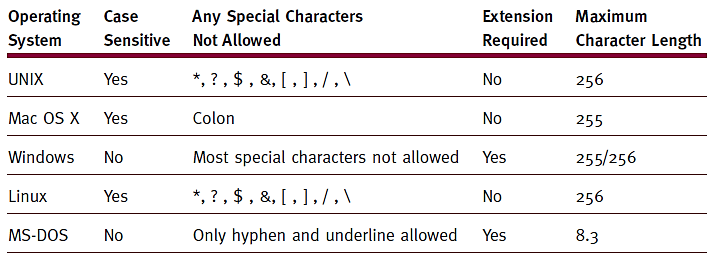 Operating Case Any Special Characters Extension Maximum
System Sensitive Not Allowed Required Character Length
UNIX Yes *, ? , $ , &, [ , ] , / , \ No 256
Mac OS X Yes Colon No 255
Windows No Most special characters not allowed Yes 255/256
Linux Yes *, ? , $ , &, [ , ] , / , \ No 256
MS-DOS No Only hyphen and underline allowed Yes 8.3